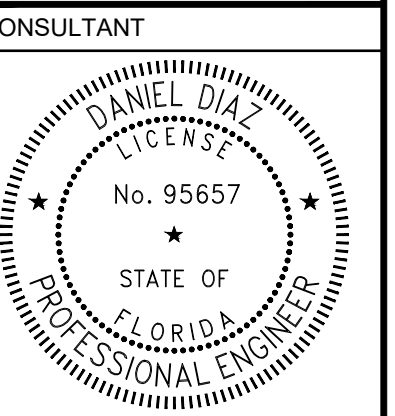 ONSULTANT
DANIEL DIAZ
LICENSE
No. 95657
★
STATE OF
FLORIDA
PROFESSIONAL ENGINEER